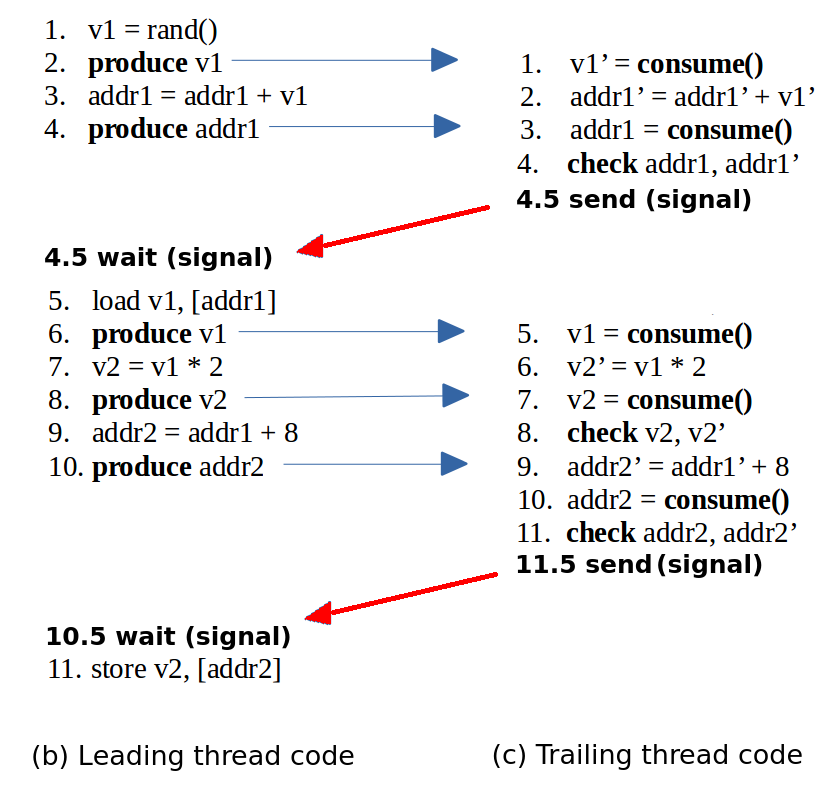 1. v1 = rand()
2. produce v1
3. addr1 = addr1 + v1
4. produce addr1
1. v1’ = consume()
2. addr1’ = addr1’ + v1’
3. addr1 = consume()
4. check addr1, addr1’
4.5 send (signal)
4.5 wait (signal)
5. load v1, [addr1]
6. produce v1
7. v2 = v1 * 2
8. produce v2
9. addr2 = addr1 + 8
10. produce addr2
5. v1 = consume()
6. v2’ = v1 * 2
7. v2 = consume()
8. check v2, v2’
9. addr2’ = addr1’ + 8
10. addr2 = consume()
11. check addr2, addr2’
11.5 send (signal)
10.5 wait (signal)
11. store v2, [addr2]
(b) Leading thread code
(c) Trailing thread code